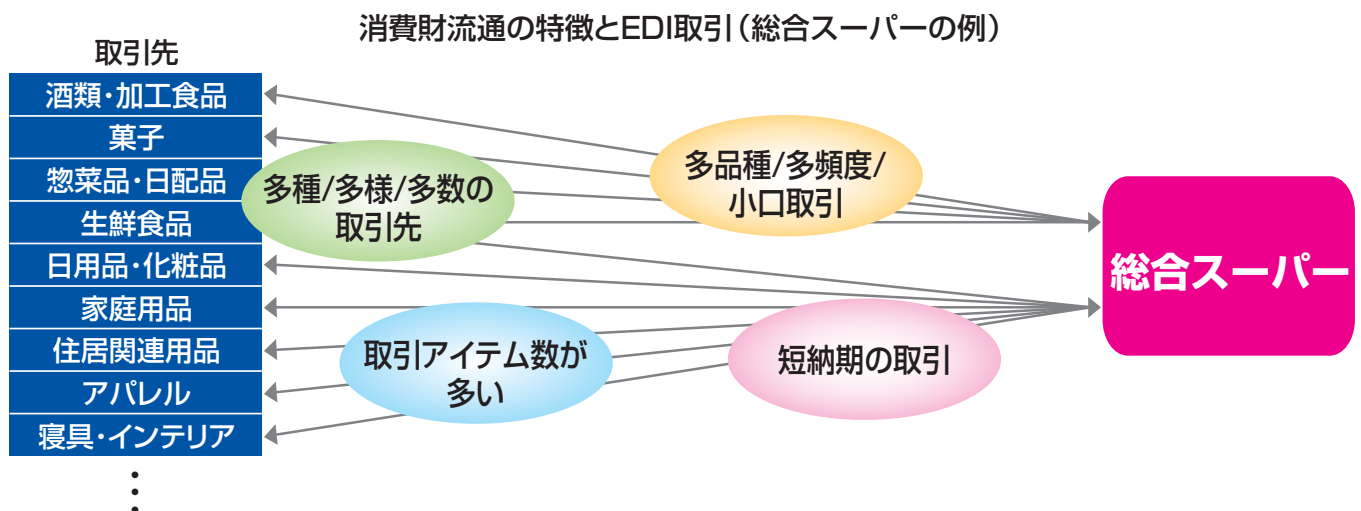 消費財流通の特徴とEDI取引（総合スーパーの例）
取引先
酒類・加工食品
菓子
惣菜品・日配品
生鮮食品
日用品・化粧品
家庭用品
住居関連用品
アパレル
寝具・インテリア
多種/多様/多数の
取引先
多品種/多頻度/
小口取引
取引アイテム数が
多い
短納期の取引
総合スーパー